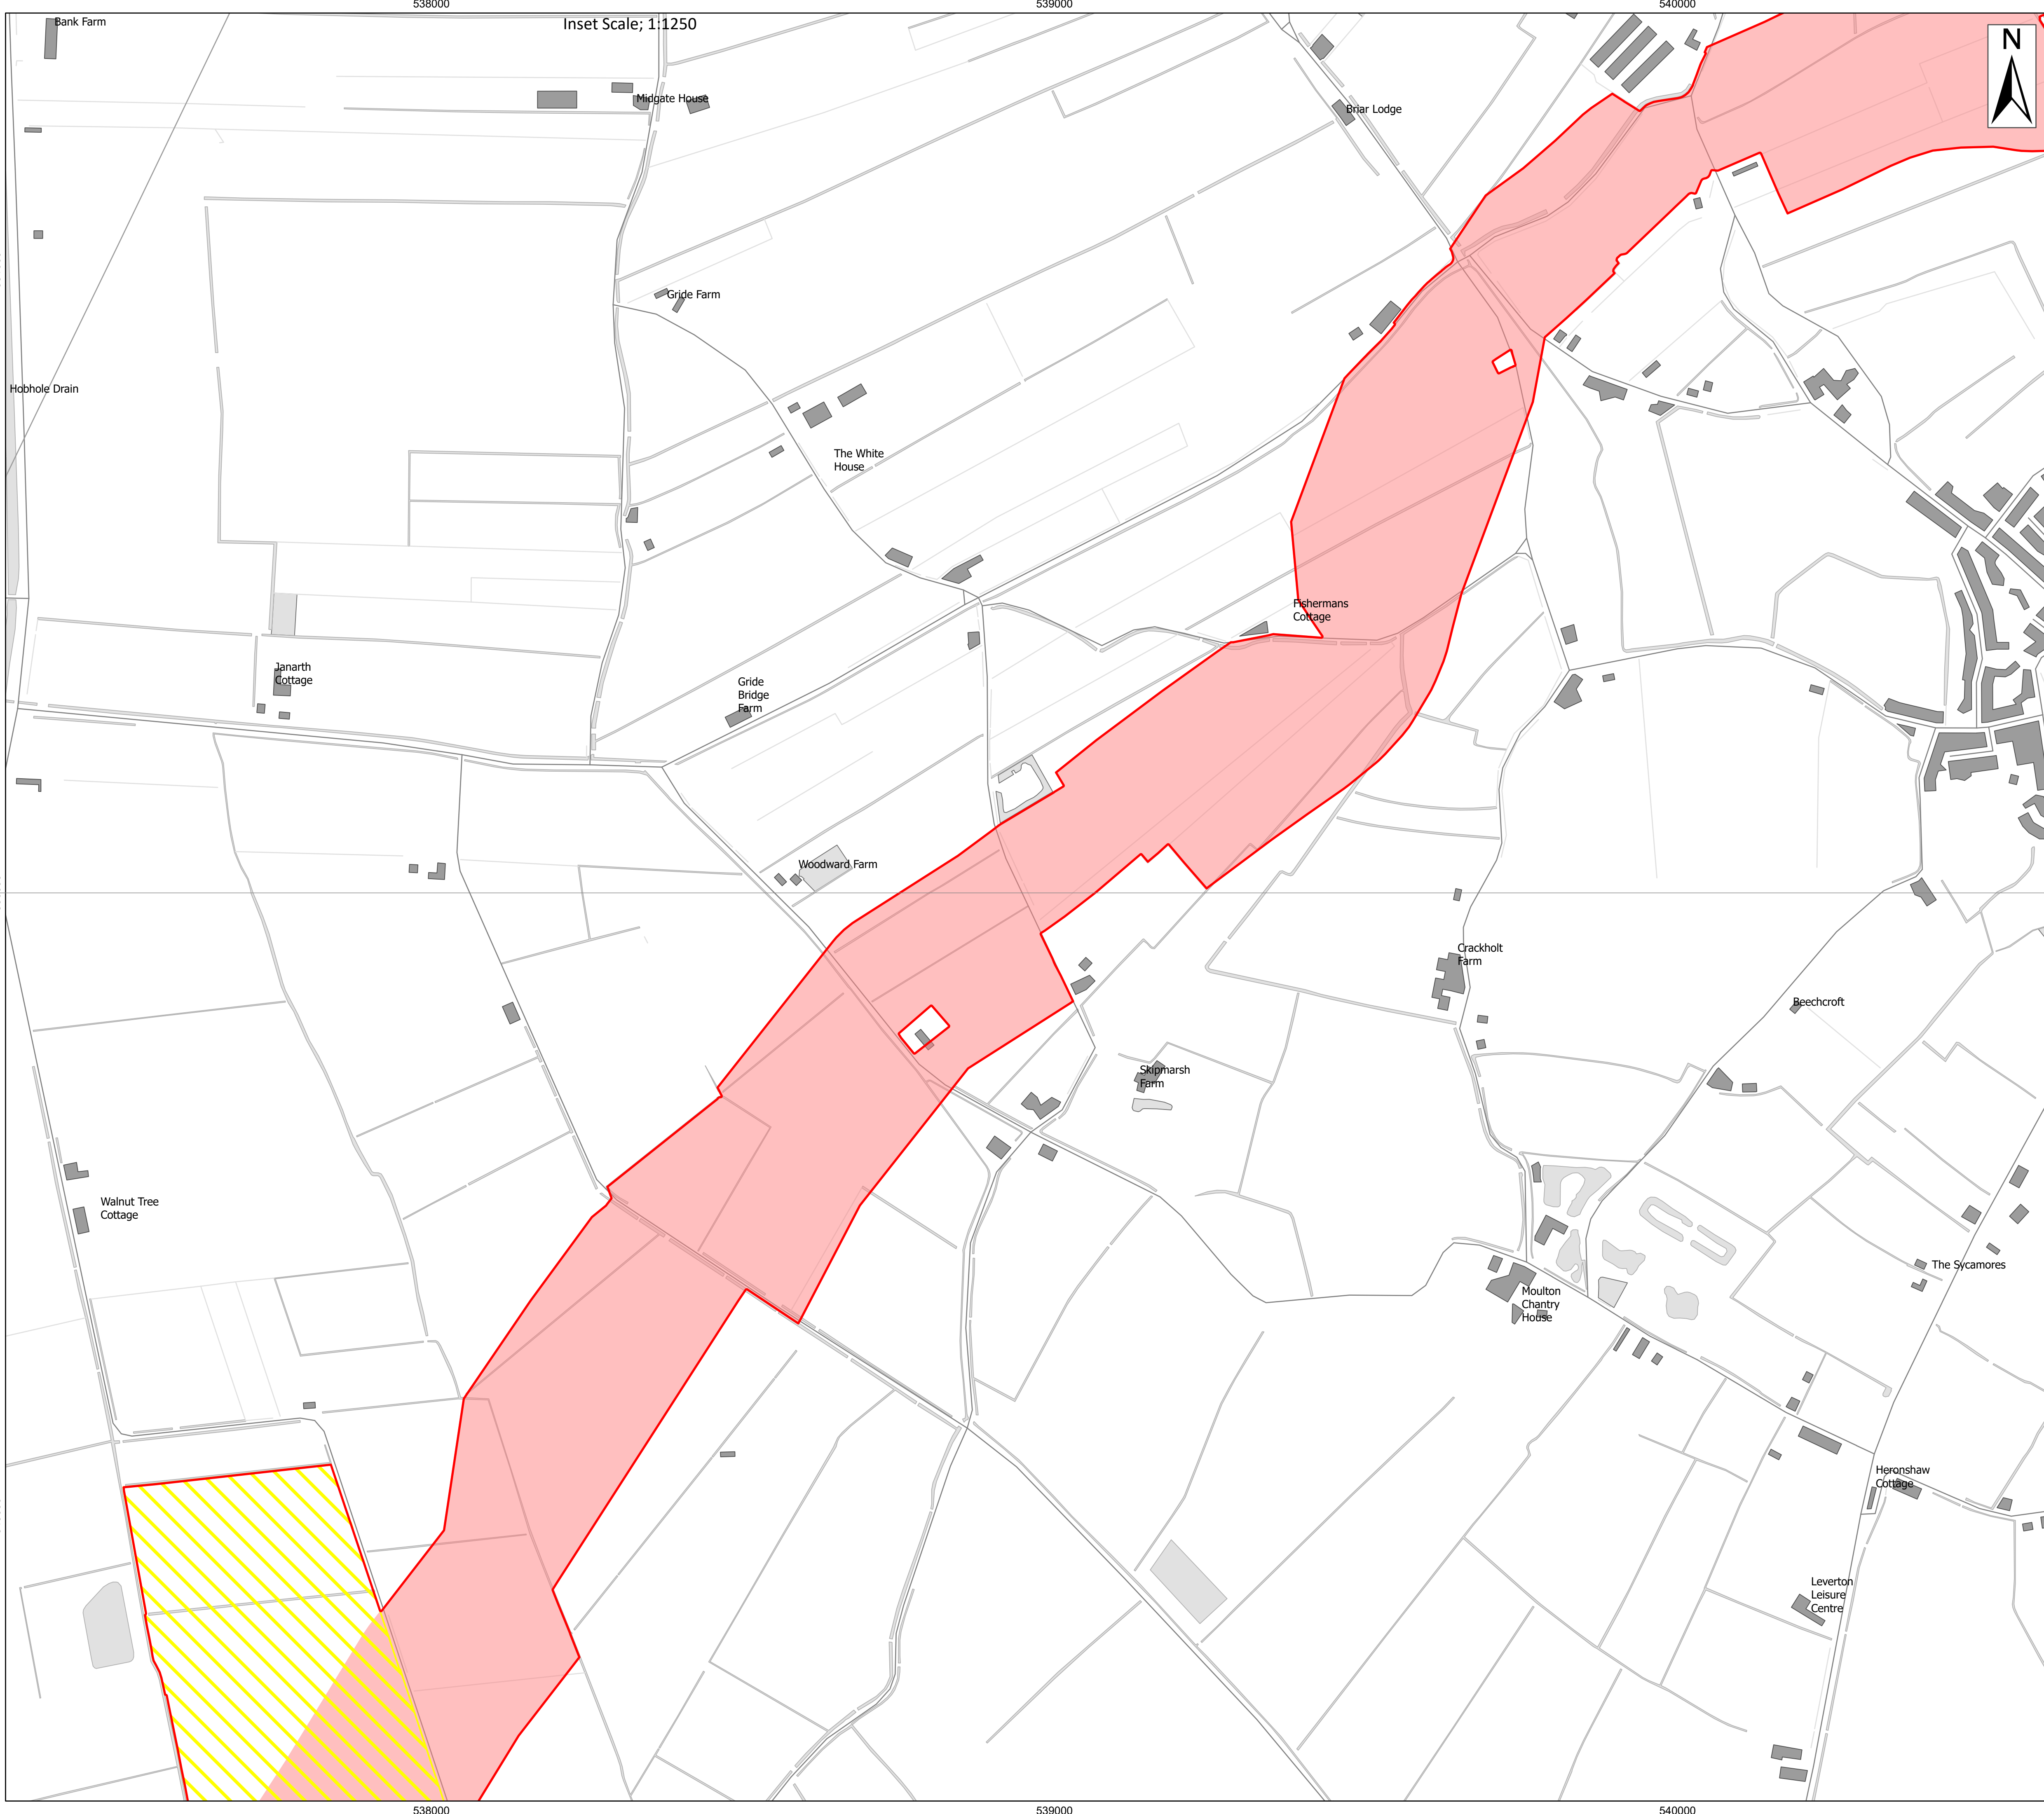 538000
539000
540000
Inset Scale; 1:1250
N
Bank Farm
Midgate House
Briar Lodge
Gride Farm
Hobhole Drain
The White
House
Fishermans
Cottage
Janarth
Cottage
Gride
Bridge
Farm
Woodward Farm
Crackholt
Farm
Beechcroft
Skipmarsh
Farm
Walnut Tree
Cottage
The Sycamores
Moulton
Chantry
House
Heronshaw
Cottage
Leverton
Leisure
Centre
538000
539000
540000